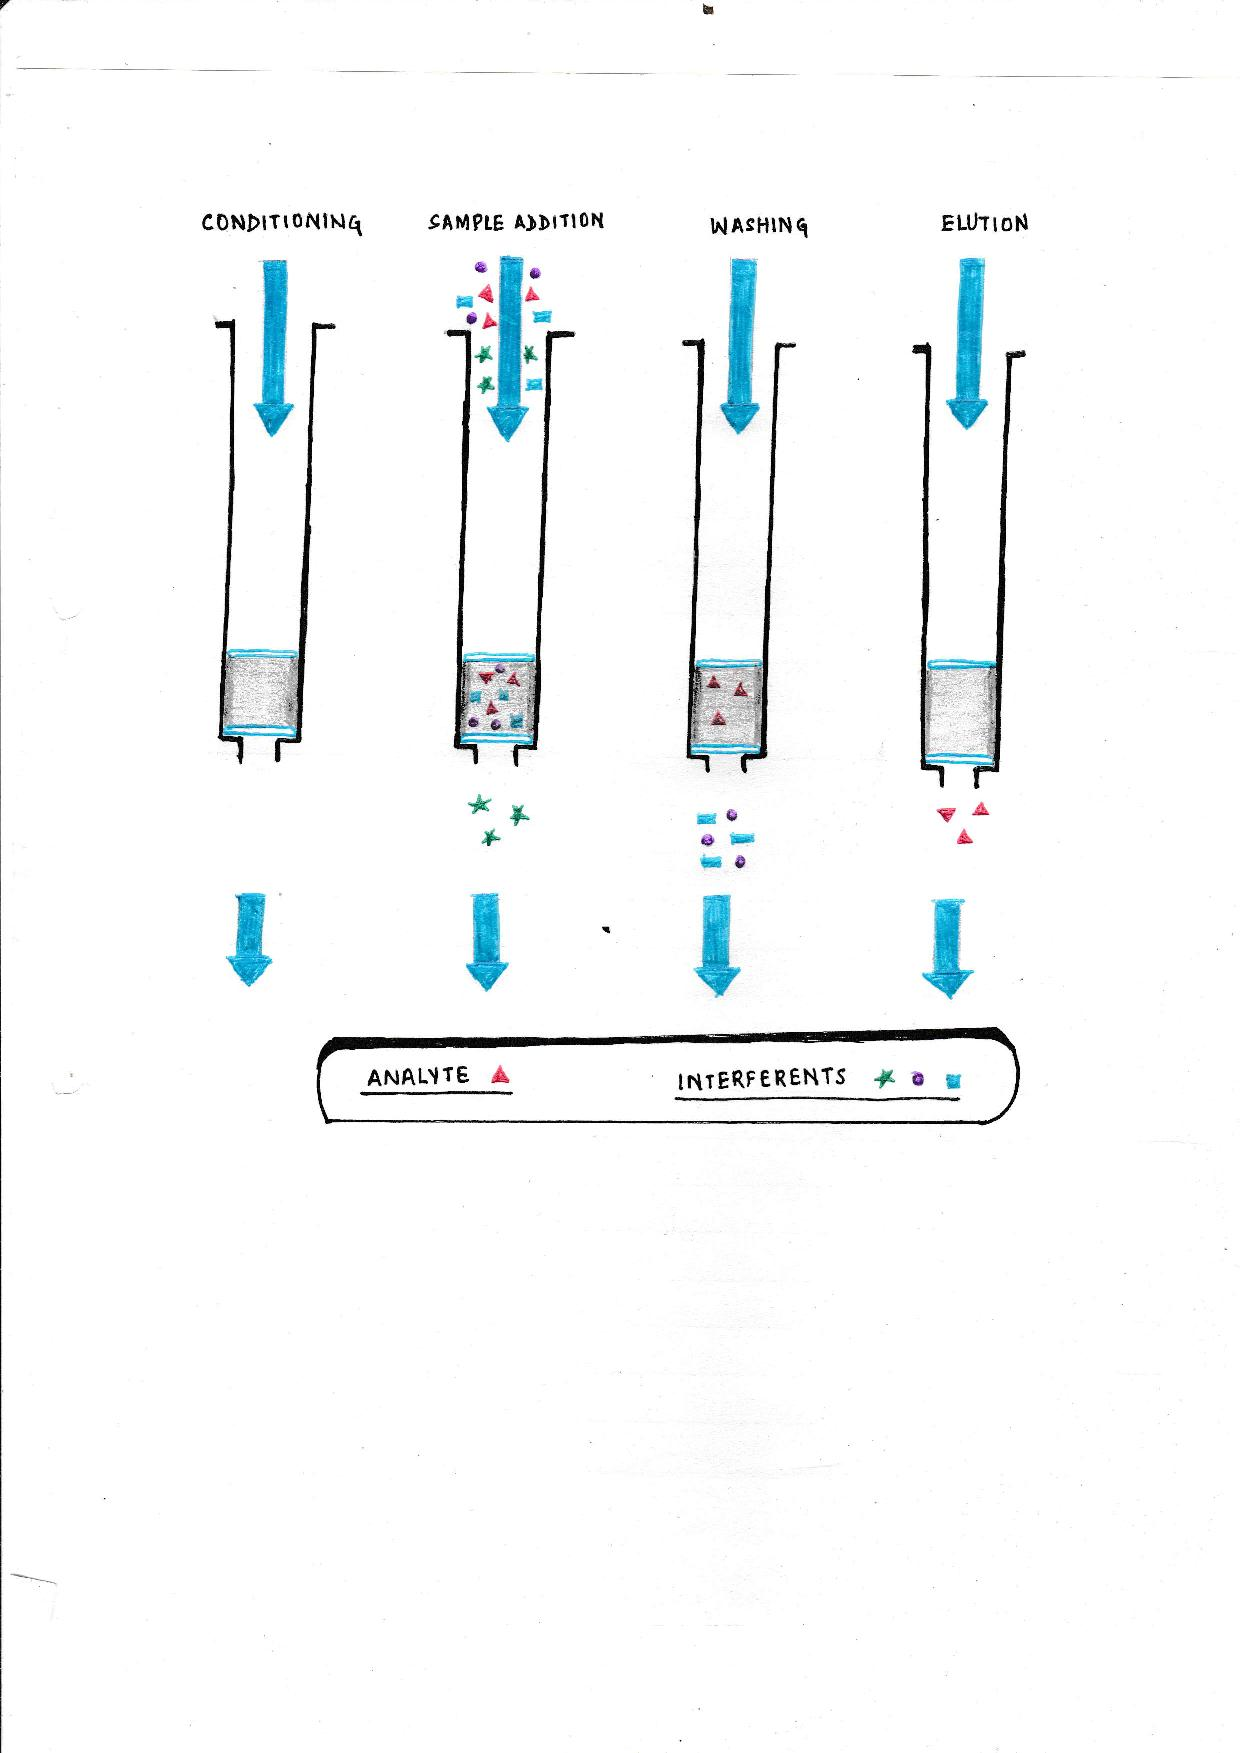 CONDITIONING
SAMPLE ADDITION
WASHING
ELUTION
ANALYTE
INTERFERENTS